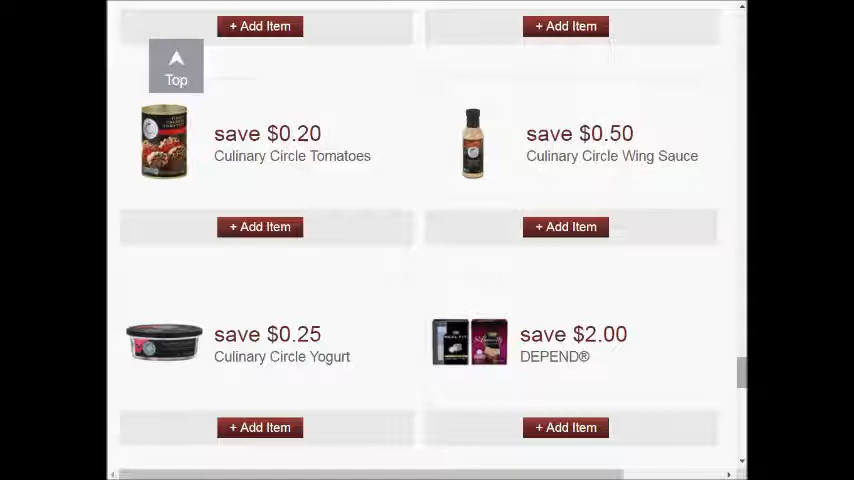 + Add Item
+ Add Item
Top
save $0.20
Culinary Circle Tomatoes
save $0.50
Culinary Circle Wing Sauce
+ Add Item
+ Add Item
save $0.25
Culinary Circle Yogurt
save $2.00
DEPEND®
+ Add Item
+ Add Item